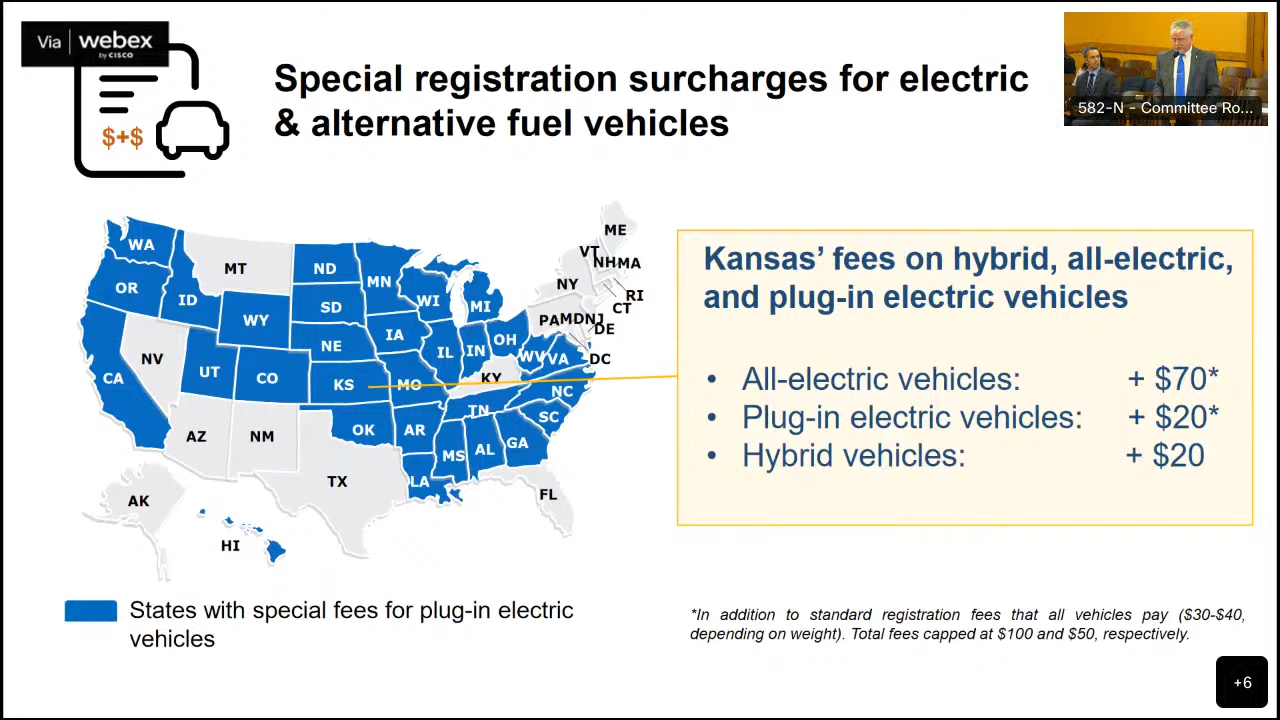 Via webex
by CISCO
$+$
Special registration surcharges for electric
& alternative fuel vehicles
582-N - Committee Ro...
WA
OR
CA
ID
NV
MT
WY
UT
AZ
CO
NM
ND
SD
NE
KS
OK
TX
MN
IA
MO
AR
LA
WI
IL
MI
IN
OH
KY
TN
MS
AL
GA
FL
SC
NC
WV
VA
PA
MD
NJ
DE
DC
NY
VT
NH
MA
ME
RI
CT
AK
HI
States with special fees for plug-in electric
vehicles
Kansas’ fees on hybrid, all-electric,
and plug-in electric vehicles
• All-electric vehicles: + $70*
• Plug-in electric vehicles: + $20*
• Hybrid vehicles: + $20
*In addition to standard registration fees that all vehicles pay ($30-$40,
depending on weight). Total fees capped at $100 and $50, respectively.
+6